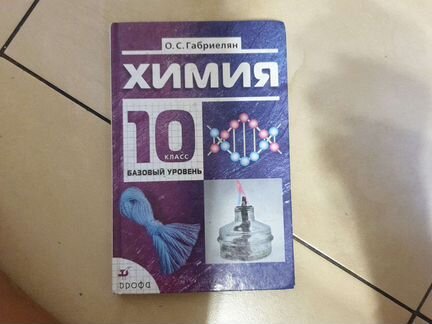 О. С. Габриелян
ХИМИЯ
10
КЛАСС
БАЗОВЫЙ УРОВЕНЬ
дрофа